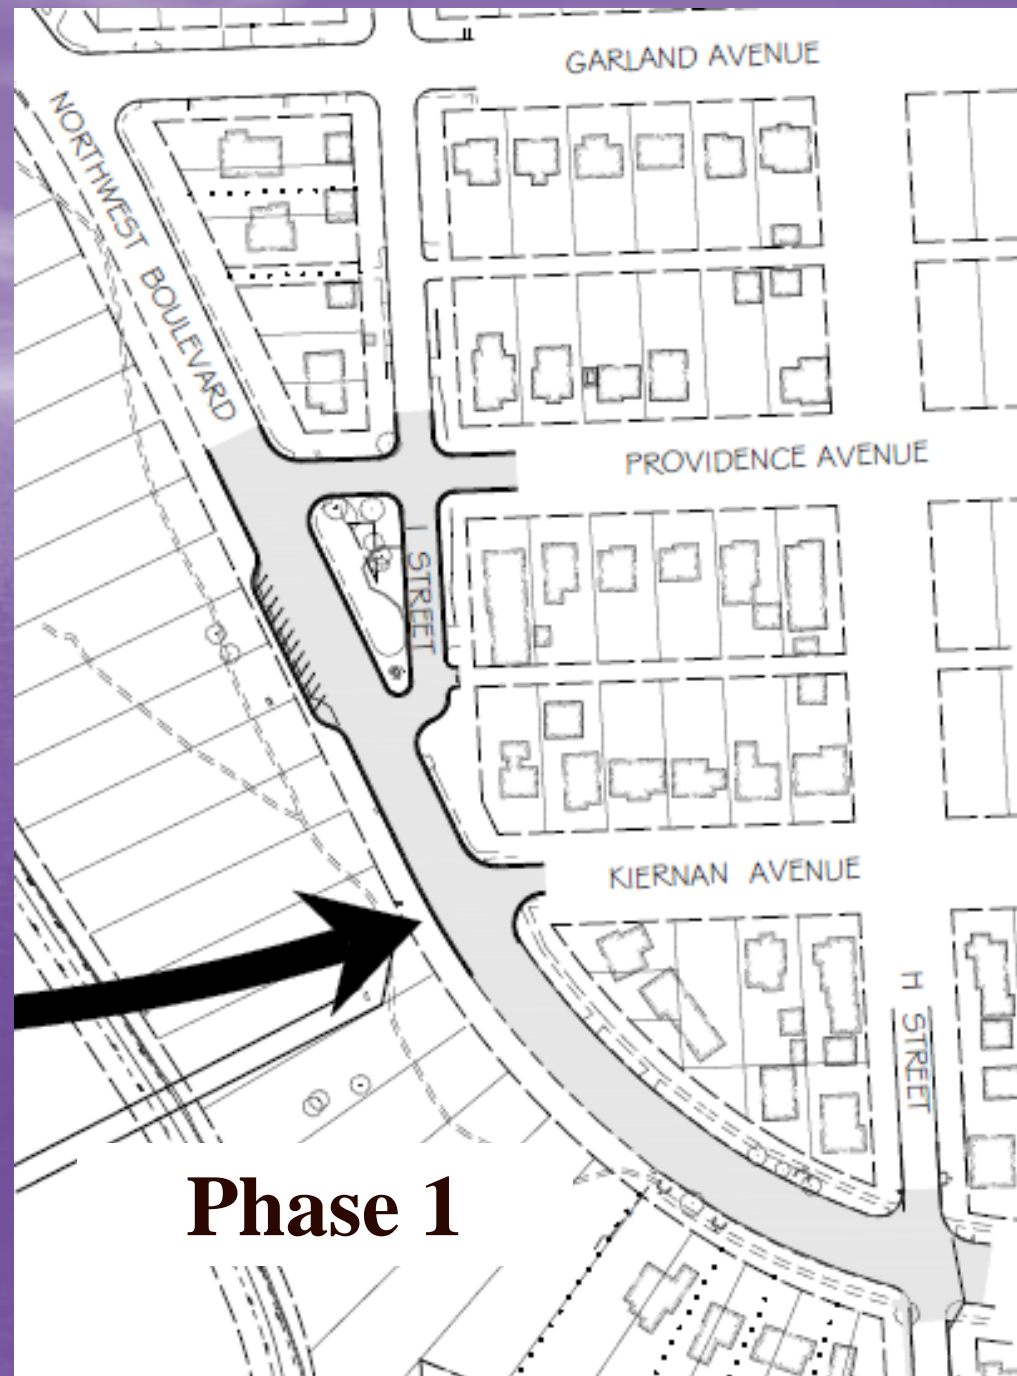 GARLAND AVENUE
NORTHWEST BOULEVARD
PROVIDENCE AVENUE
I STREET
KIERNAN AVENUE
H STREET
Phase 1